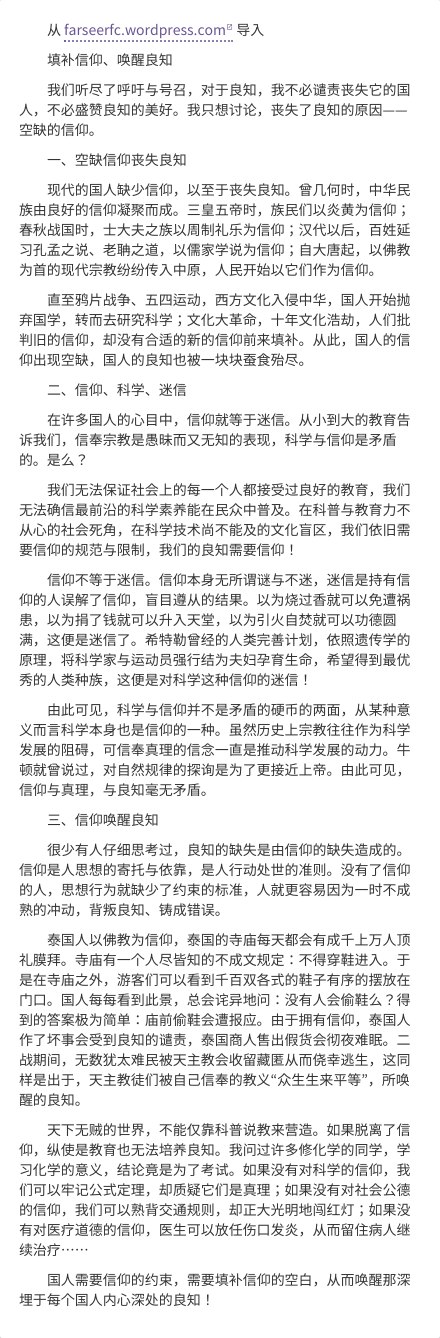 从 farseerfc.wordpress.com 导入
填补信仰、唤醒良知
我们听尽了呼吁与号召，对于良知，我不必谴责丧失它的国
人，不必盛赞良知的美好。我只想讨论，丧失了良知的原因——
空缺的信仰。
一、空缺信仰丧失良知
现代的国人缺少信仰，以至于丧失良知。曾几何时，中华民
族由良好的信仰凝聚而成。三皇五帝时，族民们以炎黄为信仰；
春秋战国时，士大夫之族以周制礼乐为信仰；汉代以后，百姓延
习孔孟之说、老聃之道，以儒家学说为信仰；自大唐起，以佛教
为首的现代宗教纷纷传入中原，人民开始以它们作为信仰。
直至鸦片战争、五四运动，西方文化入侵中华，国人开始抛
弃国学，转而去研究科学；文化大革命，十年文化浩劫，人们批
判旧的信仰，却没有合适的新的信仰前来填补。从此，国人的信
仰出现空缺，国人的良知也被一块块蚕食殆尽。
二、信仰、科学、迷信
在许多国人的心目中，信仰就等于迷信。从小到大的教育告
诉我们，信奉宗教是愚昧而又无知的表现，科学与信仰是矛盾
的。是么？
我们无法保证社会上的每一个人都接受过良好的教育，我们
无法确信最前沿的科学素养能在民众中普及。在科普与教育力不
从心的社会死角，在科学技术尚不能及的文化盲区，我们依旧需
要信仰的规范与限制，我们的良知需要信仰！
信仰不等于迷信。信仰本身无所谓谜与不迷，迷信是持有信
仰的人误解了信仰，盲目遵从的结果。以为烧过香就可以免遭祸
患，以为捐了钱就可以升入天堂，以为引火自焚就可以功德圆
满，这便是迷信了。希特勒曾经的人类完善计划，依照遗传学的
原理，将科学家与运动员强行结为夫妇孕育生命，希望得到最优
秀的人类种族，这便是对科学这种信仰的迷信！
由此可见，科学与信仰并不是矛盾的硬币的两面，从某种意
义而言科学本身也是信仰的一种。虽然历史上宗教往往作为科学
发展的阻碍，可信奉真理的信念一直是推动科学发展的动力。牛
顿就曾说过，对自然规律的探询是为了更接近上帝。由此可见，
信仰与真理，与良知毫无矛盾。
三、信仰唤醒良知
很少有人仔细思考过，良知的缺失是由信仰的缺失造成的。
信仰是人思想的寄托与依靠，是人行动处世的准则。没有了信仰
的人，思想行为就缺少了约束的标准，人就更容易因为一时不成
熟的冲动，背叛良知、铸成错误。
泰国人以佛教为信仰，泰国的寺庙每天都会有成千上万人顶
礼膜拜。寺庙有一个人尽皆知的不成文规定：不得穿鞋进入。于
是在寺庙之外，游客们可以看到千百双各式的鞋子有序的摆放在
门口。国人每每看到此景，总会诧异地问：没有人会偷鞋么？得
到的答案极为简单：庙前偷鞋会遭报应。由于拥有信仰，泰国人
作了坏事会受到良知的谴责，泰国商人售出假货会彻夜难眠。二
战期间，无数犹太难民被天主教会收留藏匿从而侥幸逃生，这同
样是出于，天主教徒们被自己信奉的教义“众生生来平等”，所唤
醒的良知。
天下无贼的世界，不能仅靠科普说教来营造。如果脱离了信
仰，纵使是教育也无法培养良知。我问过许多修化学的同学，学
习化学的意义，结论竟是为了考试。如果没有对科学的信仰，我
们可以牢记公式定理，却质疑它们是真理；如果没有对社会公德
的信仰，我们可以熟背交通规则，却正大光明地闯红灯；如果没
有对医疗道德的信仰，医生可以放任伤口发炎，从而留住病人继
续治疗……
国人需要信仰的约束，需要填补信仰的空白，从而唤醒那深
埋于每个国人内心深处的良知！